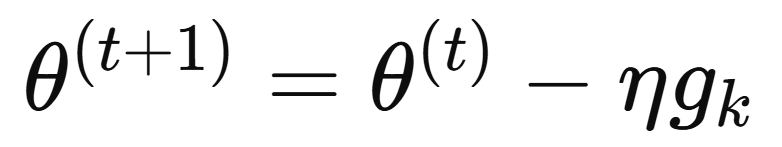 θ^{(t+1)} = θ^{(t)} − ηg_k